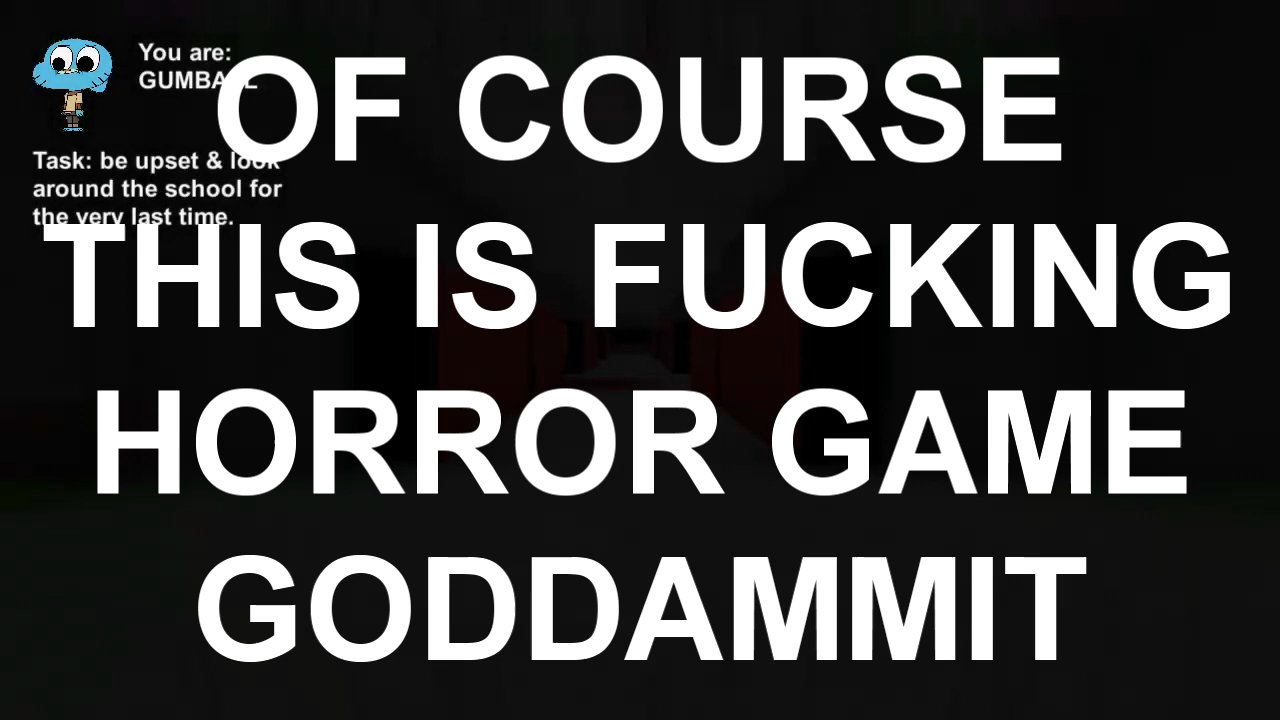 You are:
GUMBALL
Task: be upset & look
around the school for
the very last time.
OF COURSE
THIS IS FUCKING
HORROR GAME
GODDAMMIT